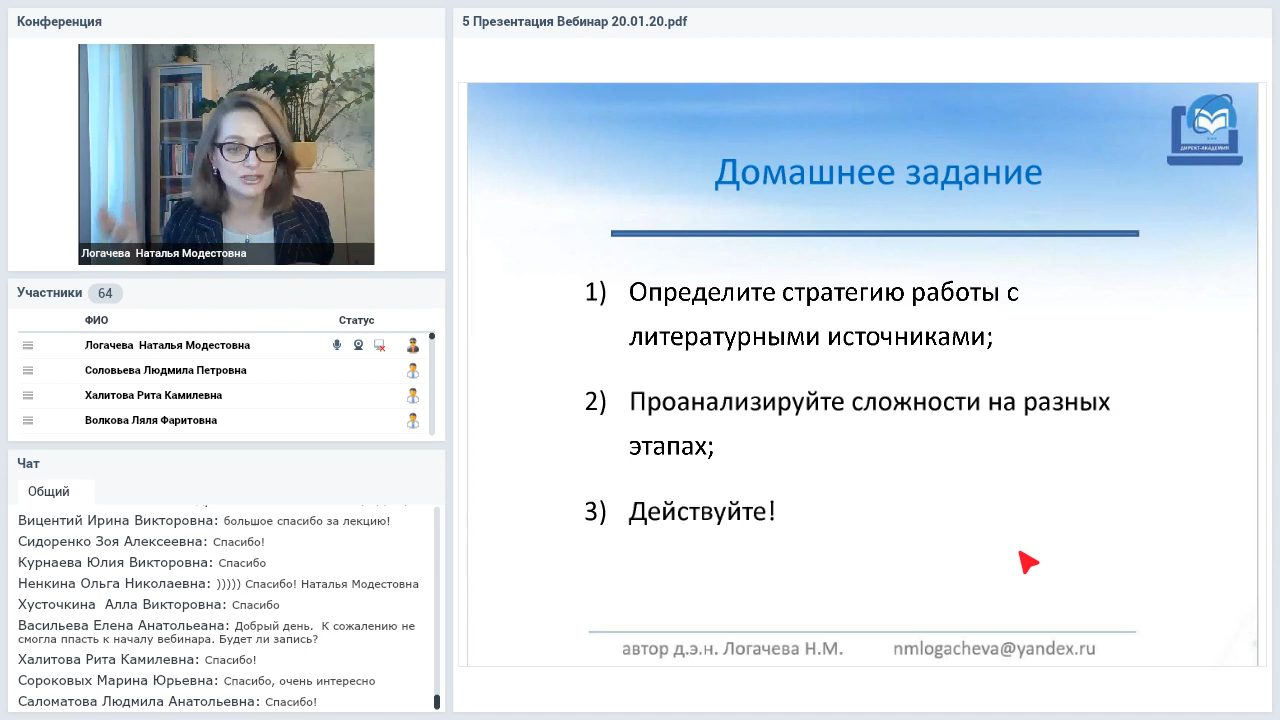 Конференция
Логачева  Наталья Модестовна
Участники 64
ФИО Статус
Логачева  Наталья Модестовна
Соловьева Людмила Петровна
Халитова Рита Камилевна
Волкова Ляля Фаритовна
Чат
Общий
Вицентий Ирина Викторовна: большое спасибо за лекцию!
Сидоренко Зоя Алексеевна: Спасибо!
Курнаева Юлия Викторовна: Спасибо
Ненкина Ольга Николаевна: ))))) Спасибо! Наталья Модестовна
Хусточкина  Алла Викторовна: Спасибо
Васильева Елена Анатольеана: Добрый день.  К сожалению не
смогла ппасть к началу вебинара. Будет ли запись?
Халитова Рита Камилевна: Спасибо!
Сороковых Марина Юрьевна: Спасибо, очень интересно
Саломатова Людмила Анатольевна: Спасибо!
5 Презентация Вебинар 20.01.20.pdf
ДИРЕКТ-АКАДЕМИЯ
Домашнее задание
1) Определите стратегию работы с
литературными источниками;
2) Проанализируйте сложности на разных
этапах;
3) Действуйте!
автор д.э.н. Логачева Н.М. nmlogacheva@yandex.ru